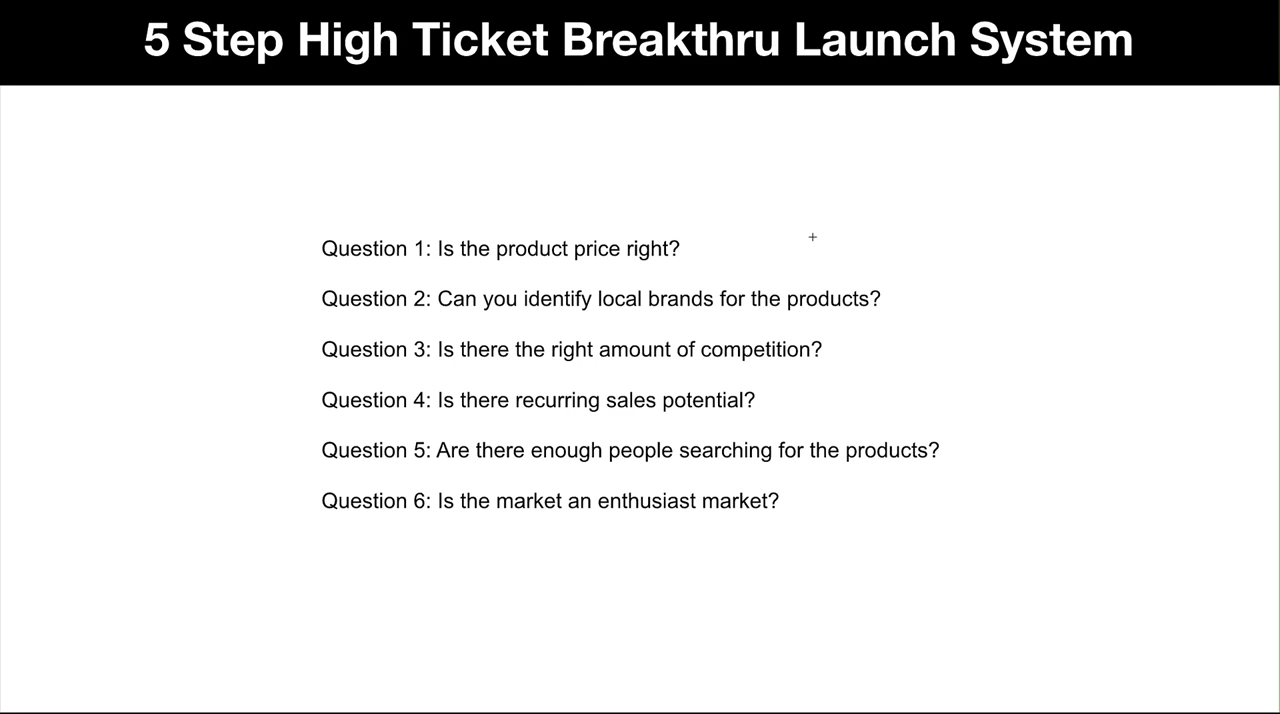 5 Step High Ticket Breakthru Launch System
Question 1: Is the product price right?
Question 2: Can you identify local brands for the products?
Question 3: Is there the right amount of competition?
Question 4: Is there recurring sales potential?
Question 5: Are there enough people searching for the products?
Question 6: Is the market an enthusiast market?